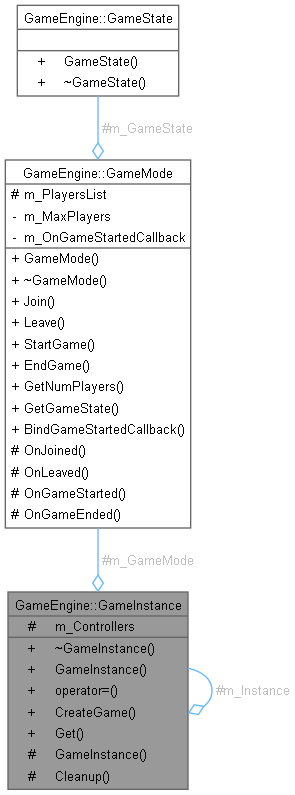 GameEngine::GameState
+ GameState()
+ ~GameState()
#m_GameState
GameEngine::GameMode
# m_PlayersList
- m_MaxPlayers
- m_OnGameStartedCallback
+ GameMode()
+ ~GameMode()
+ Join()
+ Leave()
+ StartGame()
+ EndGame()
+ GetNumPlayers()
+ GetGameState()
+ BindGameStartedCallback()
# OnJoined()
# OnLeaved()
# OnGameStarted()
# OnGameEnded()
#m_GameMode
GameEngine::GameInstance
# m_Controllers
+ ~GameInstance()
+ GameInstance()
+ operator=()
+ CreateGame()
+ Get()
# GameInstance()
# Cleanup()
#m_Instance